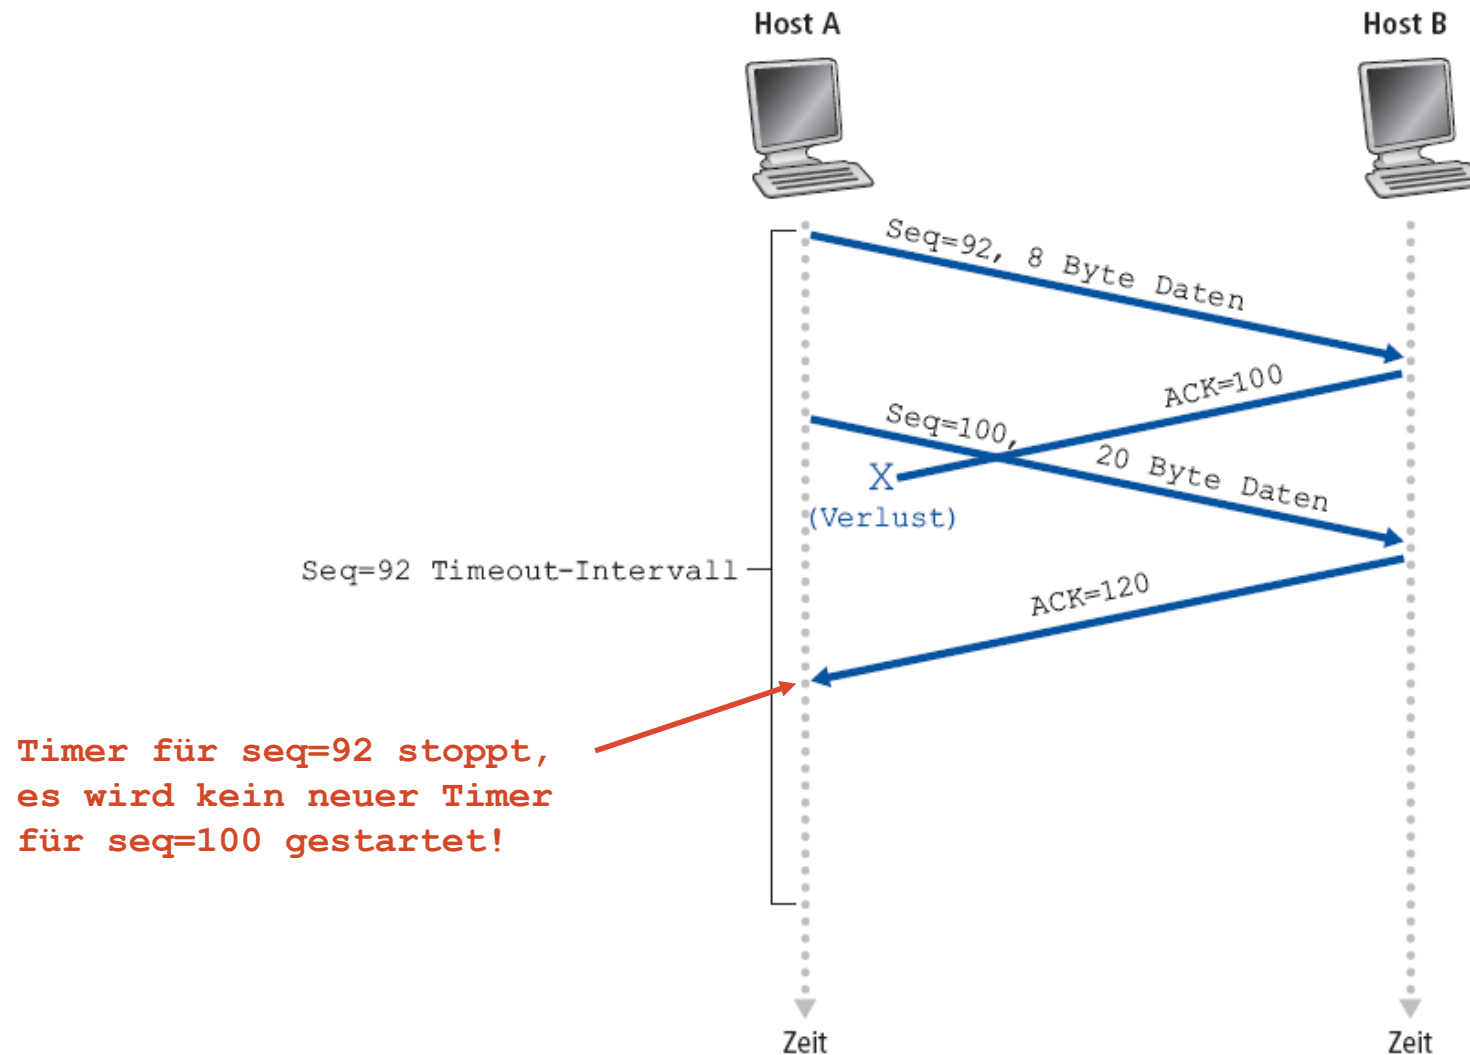 Host A
Host B
Seq=92, 8 Byte Daten
ACK=100
Seq=100, 20 Byte Daten
X
(Verlust)
Seq=92 Timeout-Intervall
ACK=120
Timer für seq=92 stoppt,
es wird kein neuer Timer
für seq=100 gestartet!
Zeit
Zeit